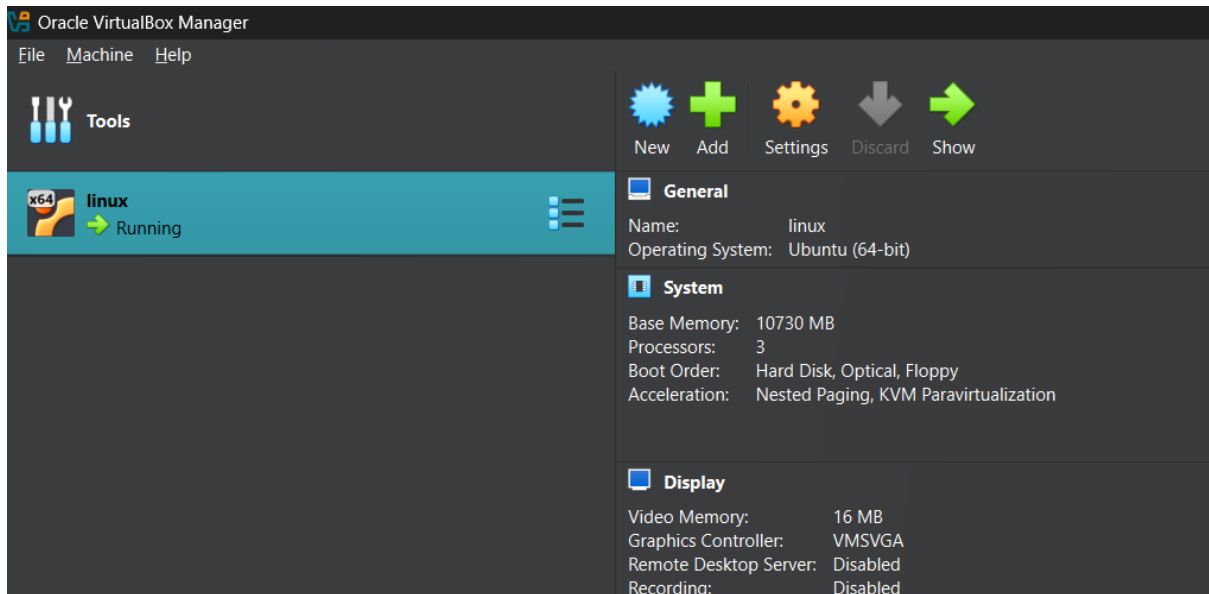 Oracle VirtualBox Manager
File Machine Help
Tools
New Add Settings Discard Show
x64
linux
Running
General
Name: linux
Operating System: Ubuntu (64-bit)
System
Base Memory: 10730 MB
Processors: 3
Boot Order: Hard Disk, Optical, Floppy
Acceleration: Nested Paging, KVM Paravirtualization
Display
Video Memory: 16 MB
Graphics Controller: VMSVGA
Remote Desktop Server: Disabled
Recording: Disabled